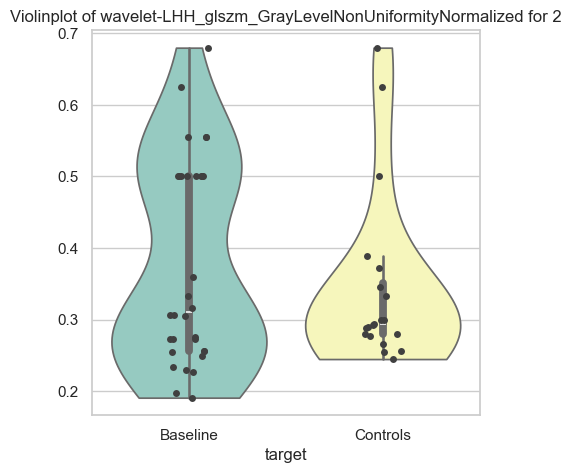 Violinplot of wavelet-LHH_glszm_GrayLevelNonUniformityNormalized for 2
0.7
0.6
0.5
0.4
0.3
0.2
Baseline
Controls
target